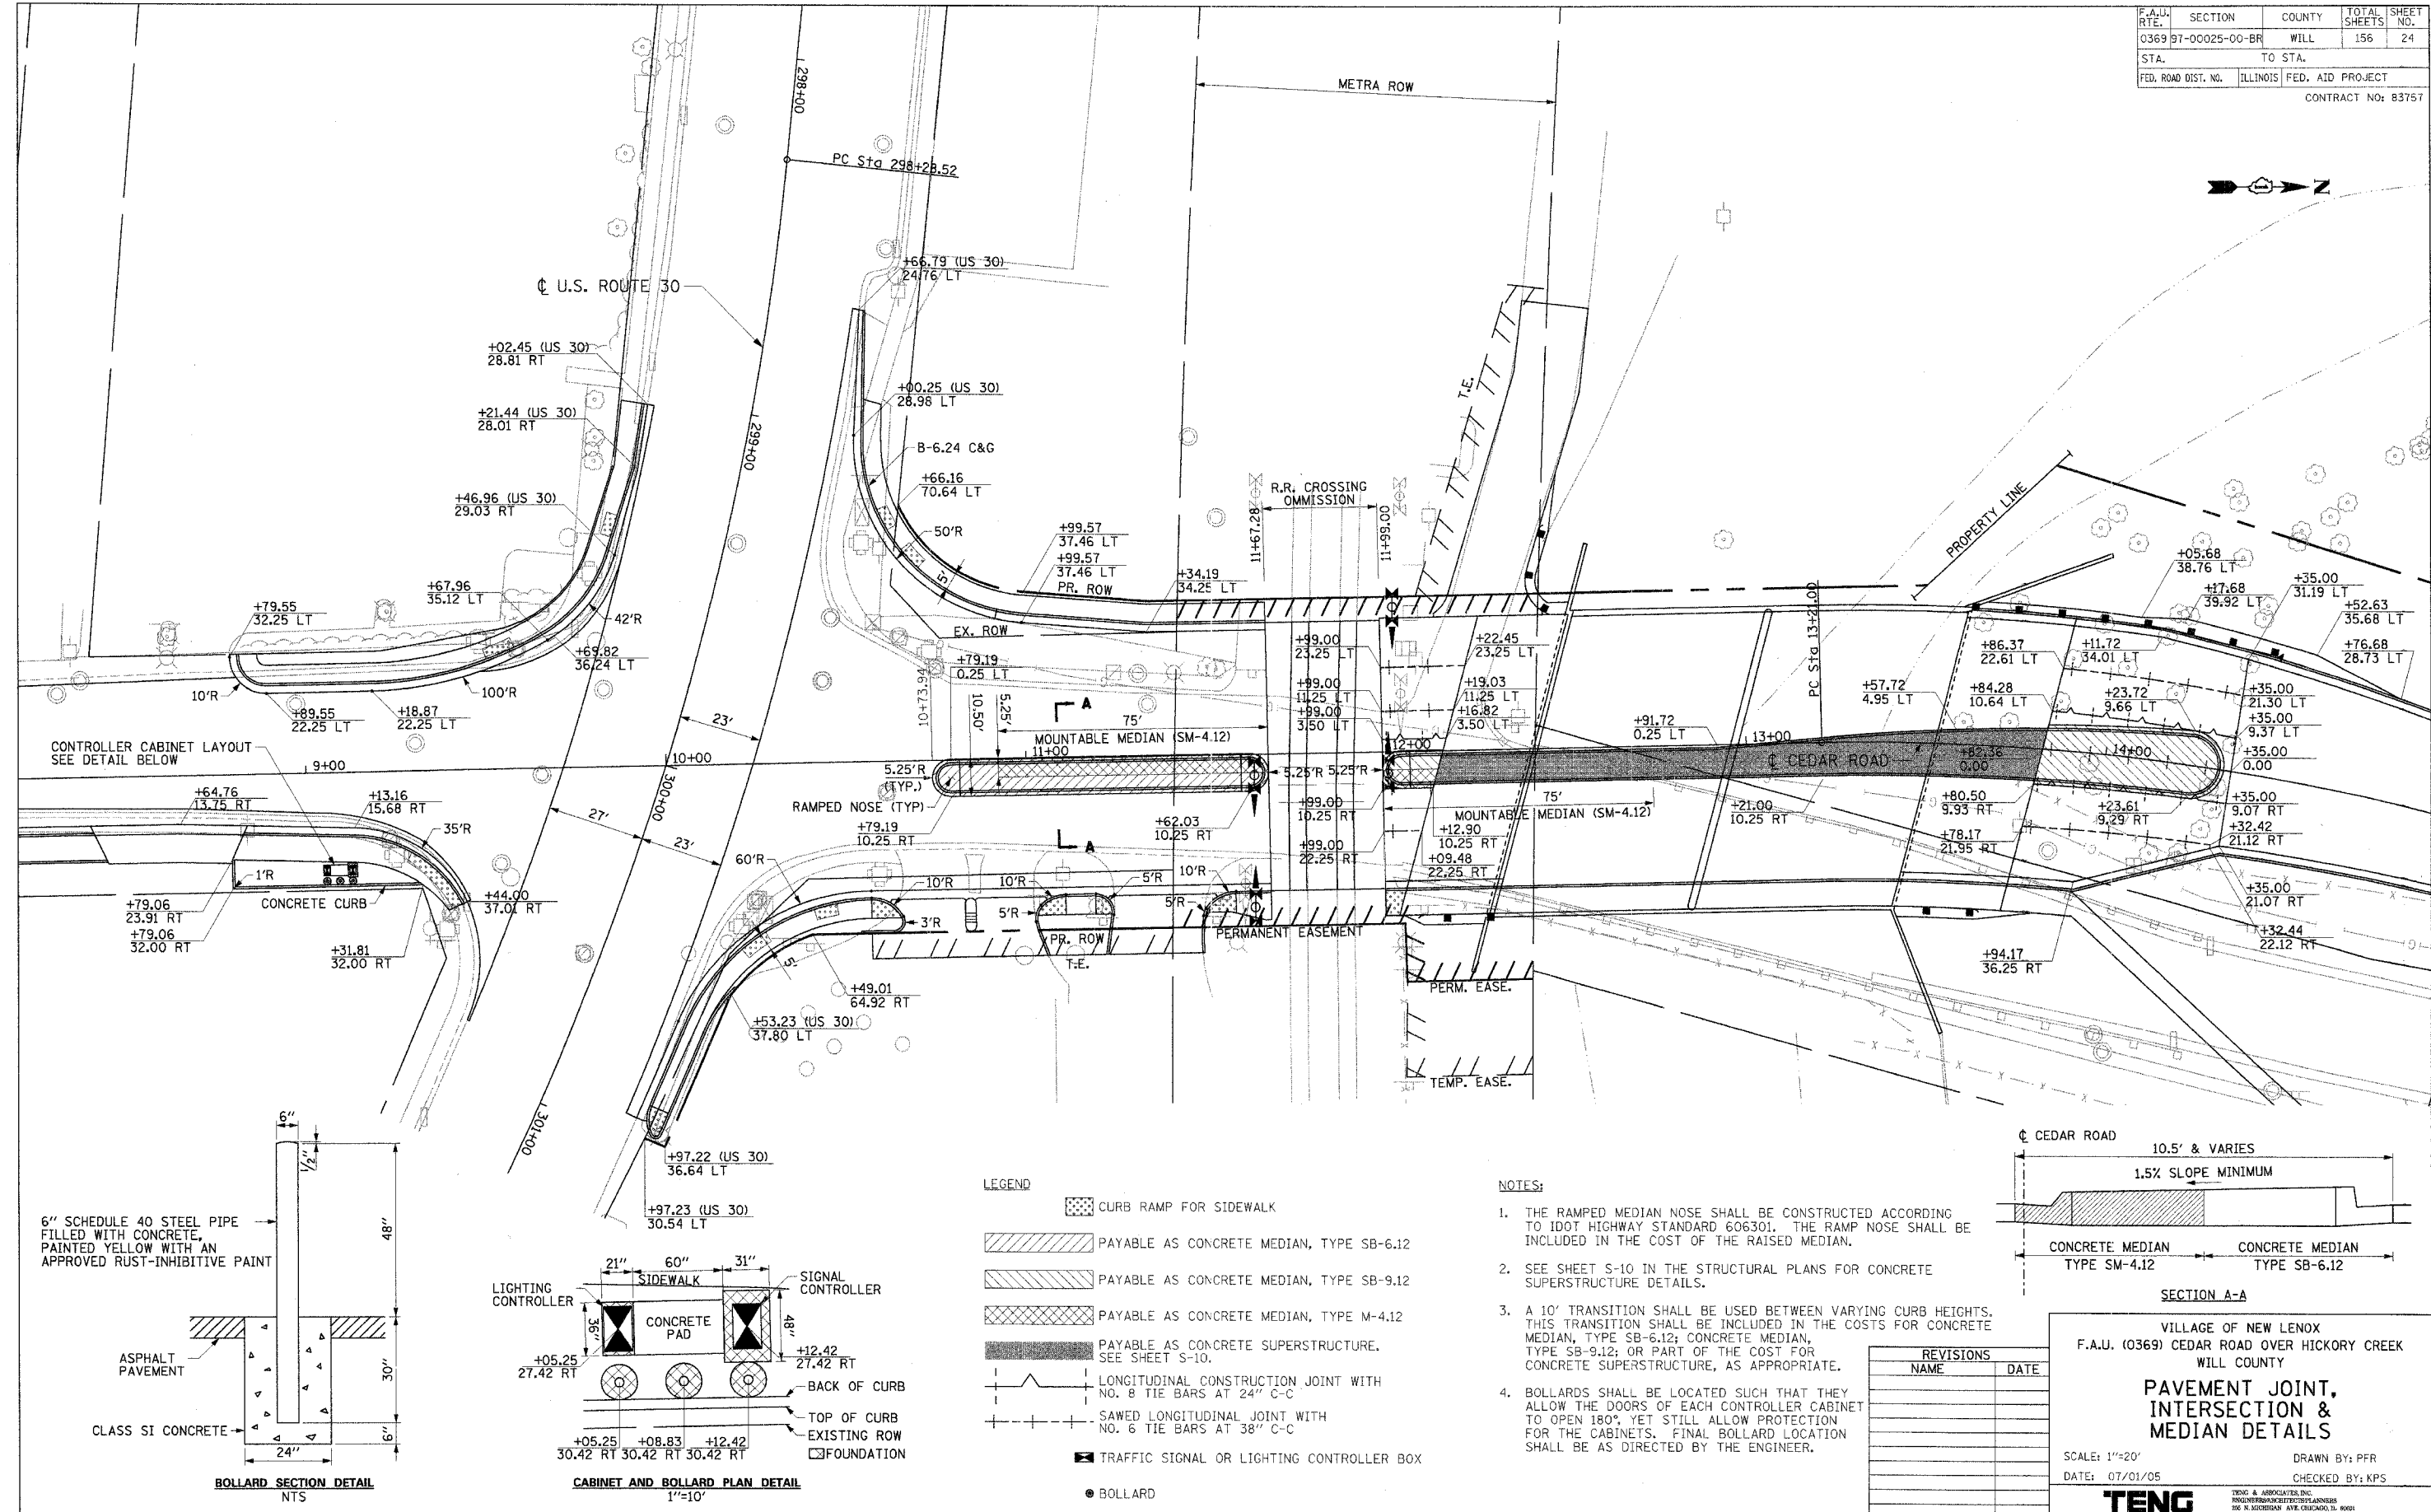 F.A.U. RTE. SECTION COUNTY TOTAL SHEETS SHEET NO.
0369 97-00025-00-BR WILL 156 24
STA. TO STA.
FED. ROAD DIST. NO. ILLINOIS FED. AID PROJECT
CONTRACT NO: 83757
298+00
METRA ROW
PC Sta 298+28.52
N
+66.79 (US 30)
24.76 LT
℄ U.S. ROUTE 30
+02.45 (US 30)
28.81 RT
+00.25 (US 30)
28.98 LT
T.E.
+21.44 (US 30)
28.01 RT
299+00
B-6.24 C&G
+66.16
70.64 LT
R.R. CROSSING
OMMISSION
+46.96 (US 30)
29.03 RT
50'R
+99.57
37.46 LT
+99.57
37.46 LT
PR. ROW
11+67.28
11+99.00
PROPERTY LINE
+05.68
38.76 LT
+17.68
39.92 LT
+35.00
31.19 LT
+52.63
35.68 LT
+76.68
28.73 LT
+67.96
35.12 LT
5'
+34.19
34.25 LT
+79.55
32.25 LT
42'R
+69.82
36.24 LT
EX. ROW
+99.00
23.25 LT
+22.45
23.25 LT
PC Sta 13+21.00
+86.37
22.61 LT
+11.72
34.01 LT
10'R
100'R
+79.19
0.25 LT
10+73.94
10.50'
5.25'
+99.00
11.25 LT
+19.03
11.25 LT
+57.72
4.95 LT
+84.28
10.64 LT
+23.72
9.66 LT
+35.00
21.30 LT
+89.55
22.25 LT
+18.87
22.25 LT
23'
A
75'
MOUNTABLE MEDIAN (SM-4.12)
+99.00
3.50 LT
+16.82
3.50 LT
+91.72
0.25 LT
+35.00
9.37 LT
CONTROLLER CABINET LAYOUT
SEE DETAIL BELOW
9+00
10+00
11+00
12+00
13+00
14+00
+35.00
0.00
℄ CEDAR ROAD
+82.36
0.00
300+00
5.25'R
(TYP.)
5.25'R
5.25'R
RAMPED NOSE (TYP)
+64.76
13.75 RT
+13.16
15.68 RT
35'R
27'
23'
+79.19
10.25 RT
+62.03
10.25 RT
+99.00
10.25 RT
75'
MOUNTABLE MEDIAN (SM-4.12)
+12.90
10.25 RT
+21.00
10.25 RT
+80.50
9.93 RT
+23.61
9.29 RT
+35.00
9.07 RT
A
+99.00
22.25 RT
+09.48
22.25 RT
+78.17
21.95 RT
+32.42
21.12 RT
1'R
CONCRETE CURB
60'R
10'R
10'R
5'R
10'R
+79.06
23.91 RT
+79.06
32.00 RT
+44.00
37.01 RT
3'R
5'R
5'R
+35.00
21.07 RT
+31.81
32.00 RT
5'
PR. ROW
T.E.
PERMANENT EASEMENT
+32.44
22.12 RT
+94.17
36.25 RT
+49.01
64.92 RT
PERM. EASE.
+53.23 (US 30)
37.80 LT
TEMP. EASE.
301+00
+97.22 (US 30)
36.64 LT
+97.23 (US 30)
30.54 LT
6"
1/2"
48"
6" SCHEDULE 40 STEEL PIPE
FILLED WITH CONCRETE,
PAINTED YELLOW WITH AN
APPROVED RUST-INHIBITIVE PAINT
ASPHALT
PAVEMENT
30"
CLASS SI CONCRETE
6"
24"
BOLLARD SECTION DETAIL
NTS
21" 60" 31"
SIDEWALK
LIGHTING
CONTROLLER
SIGNAL
CONTROLLER
36"
CONCRETE
PAD
48"
+05.25
27.42 RT
+12.42
27.42 RT
BACK OF CURB
TOP OF CURB
EXISTING ROW
FOUNDATION
+05.25 +08.83 +12.42
30.42 RT 30.42 RT 30.42 RT
CABINET AND BOLLARD PLAN DETAIL
1"=10'
LEGEND
CURB RAMP FOR SIDEWALK
PAYABLE AS CONCRETE MEDIAN, TYPE SB-6.12
PAYABLE AS CONCRETE MEDIAN, TYPE SB-9.12
PAYABLE AS CONCRETE MEDIAN, TYPE M-4.12
PAYABLE AS CONCRETE SUPERSTRUCTURE.
SEE SHEET S-10.
LONGITUDINAL CONSTRUCTION JOINT WITH
NO. 8 TIE BARS AT 24" C-C
SAWED LONGITUDINAL JOINT WITH
NO. 6 TIE BARS AT 38" C-C
TRAFFIC SIGNAL OR LIGHTING CONTROLLER BOX
BOLLARD
NOTES:
1. THE RAMPED MEDIAN NOSE SHALL BE CONSTRUCTED ACCORDING
TO IDOT HIGHWAY STANDARD 606301. THE RAMP NOSE SHALL BE
INCLUDED IN THE COST OF THE RAISED MEDIAN.
2. SEE SHEET S-10 IN THE STRUCTURAL PLANS FOR CONCRETE
SUPERSTRUCTURE DETAILS.
3. A 10' TRANSITION SHALL BE USED BETWEEN VARYING CURB HEIGHTS.
THIS TRANSITION SHALL BE INCLUDED IN THE COSTS FOR CONCRETE
MEDIAN, TYPE SB-6.12; CONCRETE MEDIAN,
TYPE SB-9.12; OR PART OF THE COST FOR
CONCRETE SUPERSTRUCTURE, AS APPROPRIATE.
4. BOLLARDS SHALL BE LOCATED SUCH THAT THEY
ALLOW THE DOORS OF EACH CONTROLLER CABINET
TO OPEN 180°, YET STILL ALLOW PROTECTION
FOR THE CABINETS. FINAL BOLLARD LOCATION
SHALL BE AS DIRECTED BY THE ENGINEER.
℄ CEDAR ROAD
10.5' & VARIES
1.5% SLOPE MINIMUM
CONCRETE MEDIAN
TYPE SM-4.12
CONCRETE MEDIAN
TYPE SB-6.12
SECTION A-A
REVISIONS
NAME DATE
VILLAGE OF NEW LENOX
F.A.U. (0369) CEDAR ROAD OVER HICKORY CREEK
WILL COUNTY
PAVEMENT JOINT,
INTERSECTION &
MEDIAN DETAILS
SCALE: 1"=20'
DRAWN BY: PFR
DATE: 07/01/05
CHECKED BY: KPS
TENG
TENG & ASSOCIATES, INC.
ENGINEERS/ARCHITECTS/PLANNERS
205 N. MICHIGAN AVE. CHICAGO, IL 60601